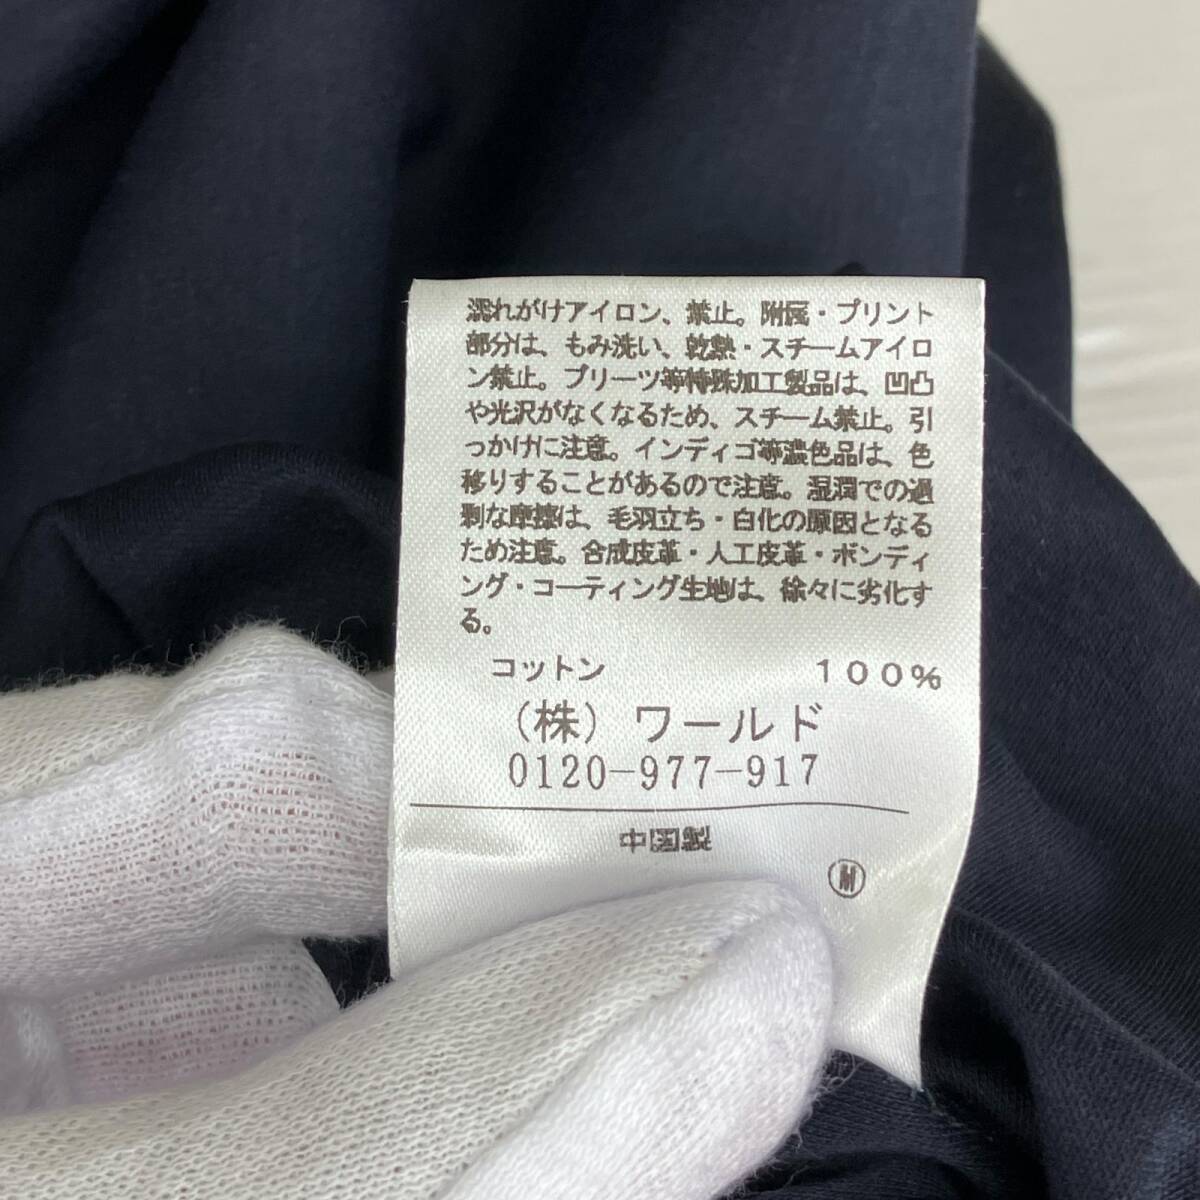 濡れがけアイロン、禁止。附属・プリント
部分は、もみ洗い、乾熱・スチームアイロ
ン禁止。プリーツ等特殊加工製品は、凹凸
や光沢がなくなるため、スチーム禁止。引
っかけに注意。インディゴ等濃色品は、色
移りすることがあるので注意。湿潤での過
剰な摩擦は、毛羽立ち・白化の原因となる
ため注意。合成皮革・人工皮革・ボンディ
ング・コーティング生地は、徐々に劣化す
る。
コットン 100%
(株) ワールド
0120-977-917
中国製
Ⓜ